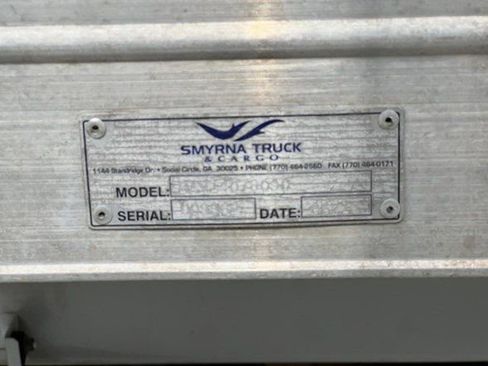 SMYRNA TRUCK
& CARGO
1144 Standridge Dr. • Social Circle, GA 30025 • PHONE (770) 464-2560 FAX (770) 464-0171
MODEL:
SERIAL: DATE: